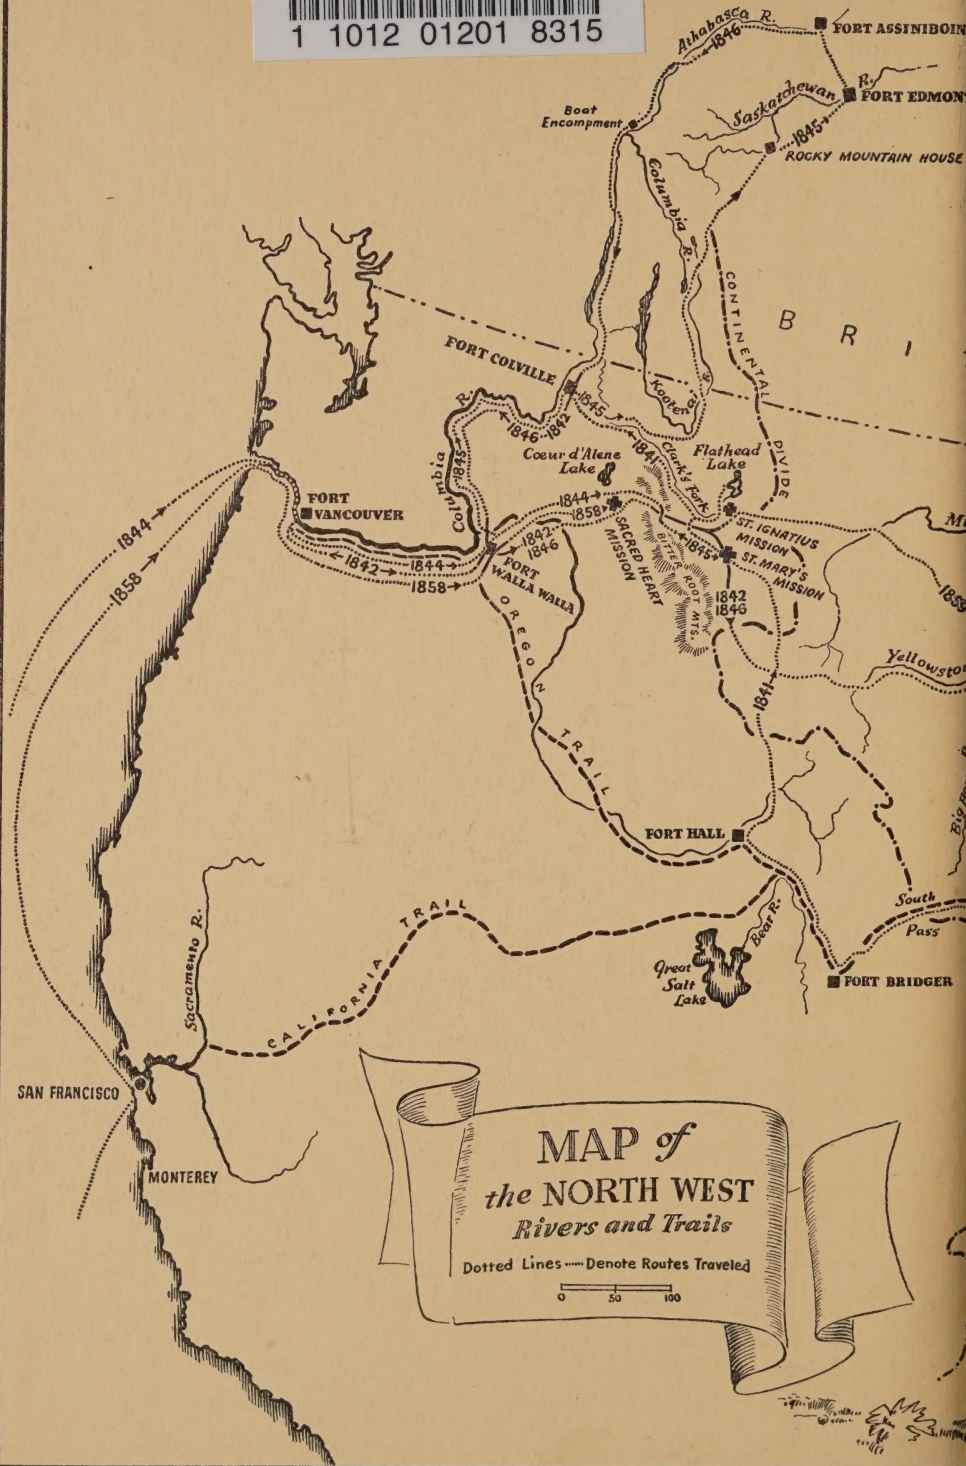 1 1012 01201 8315
Athabasca R.
←1846
FORT ASSINIBOIN
R.
FORT EDMON
Saskatchewan
1845→
Boat
Encampment
ROCKY MOUNTAIN HOUSE
Columbia R.
CONTINENTAL
DIVIDE
B R I
FORT COLVILLE
Kootenai
1845
←1846
1842
R.
Columbia
1845
←1841
Coeur d'Alene
Lake
Clark's Fork
Flathead
Lake
1844→
1858→
FORT
VANCOUVER
SACRED HEART
MISSION
BITTER ROOT MTS.
ST. IGNATIUS
MISSION
←1845→
ST. MARY'S
MISSION
1842
1846
1842
1846
FORT
WALLA WALLA
1844→
1858→
←1842→
1844→
1858→
Mi
1858
Yellowsto
1841
OREGON
TRAIL
FORT HALL
Big Ho
R
South
Pass
Bear R.
FORT BRIDGER
Great
Salt
Lake
CALIFORNIA
TRAIL
Sacramento R.
SAN FRANCISCO
MONTEREY
MAP of
the NORTH WEST
Rivers and Trails
Dotted Lines ······ Denote Routes Traveled
0 50 100